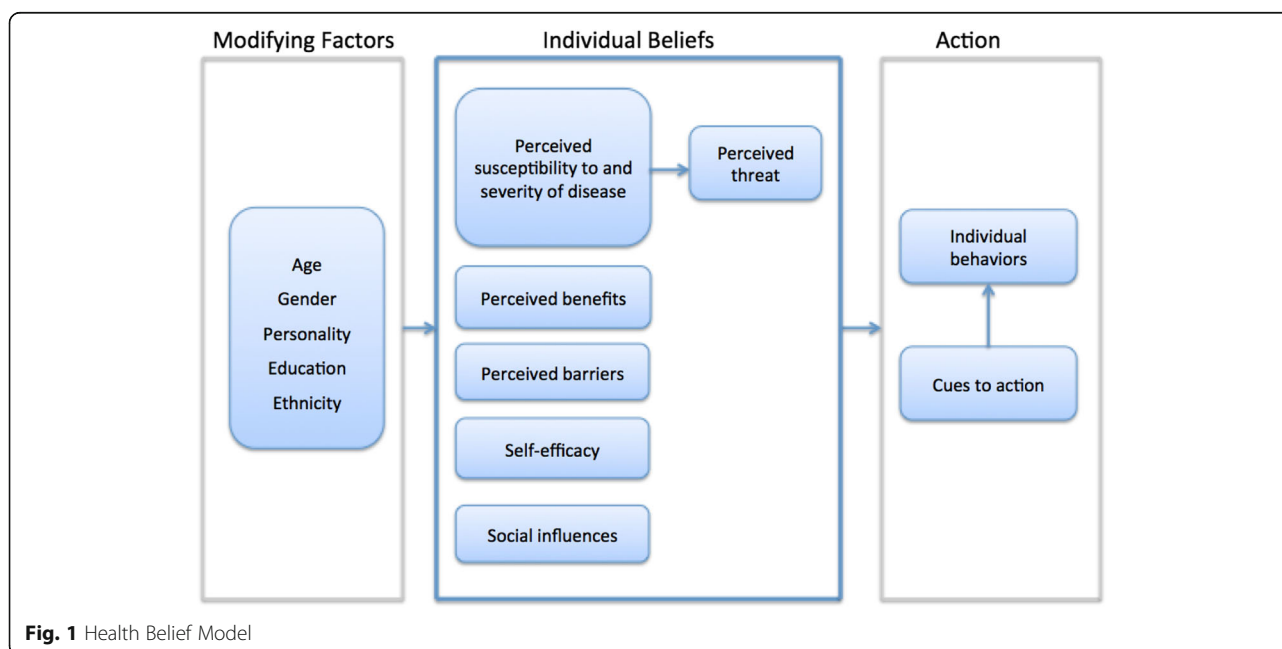 Modifying Factors
Individual Beliefs
Action
Age
Gender
Personality
Education
Ethnicity
Perceived
susceptibility to and
severity of disease
Perceived
threat
Perceived benefits
Perceived barriers
Self-efficacy
Social influences
Individual
behaviors
Cues to action
Fig. 1 Health Belief Model